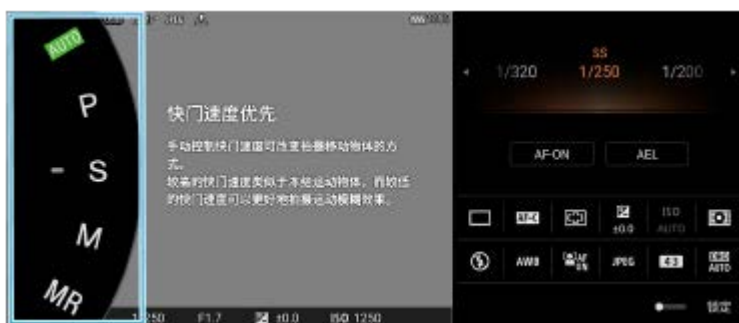 AUTO
P
S
M
MR
快门速度优先
手动控制快门速度可改变拍摄移动物体的方
式。
较高的快门速度类似于冻结运动物体，而较低
的快门速度可以更好地拍摄运动模糊效果。
F1.7 ±0.0 ISO 1250
SS
1/320 1/250 1/200
AF-ON AEL
AF-C ±0.0 ISO AUTO
AWB AF ON JPEG 4:3 AUTO
锁定